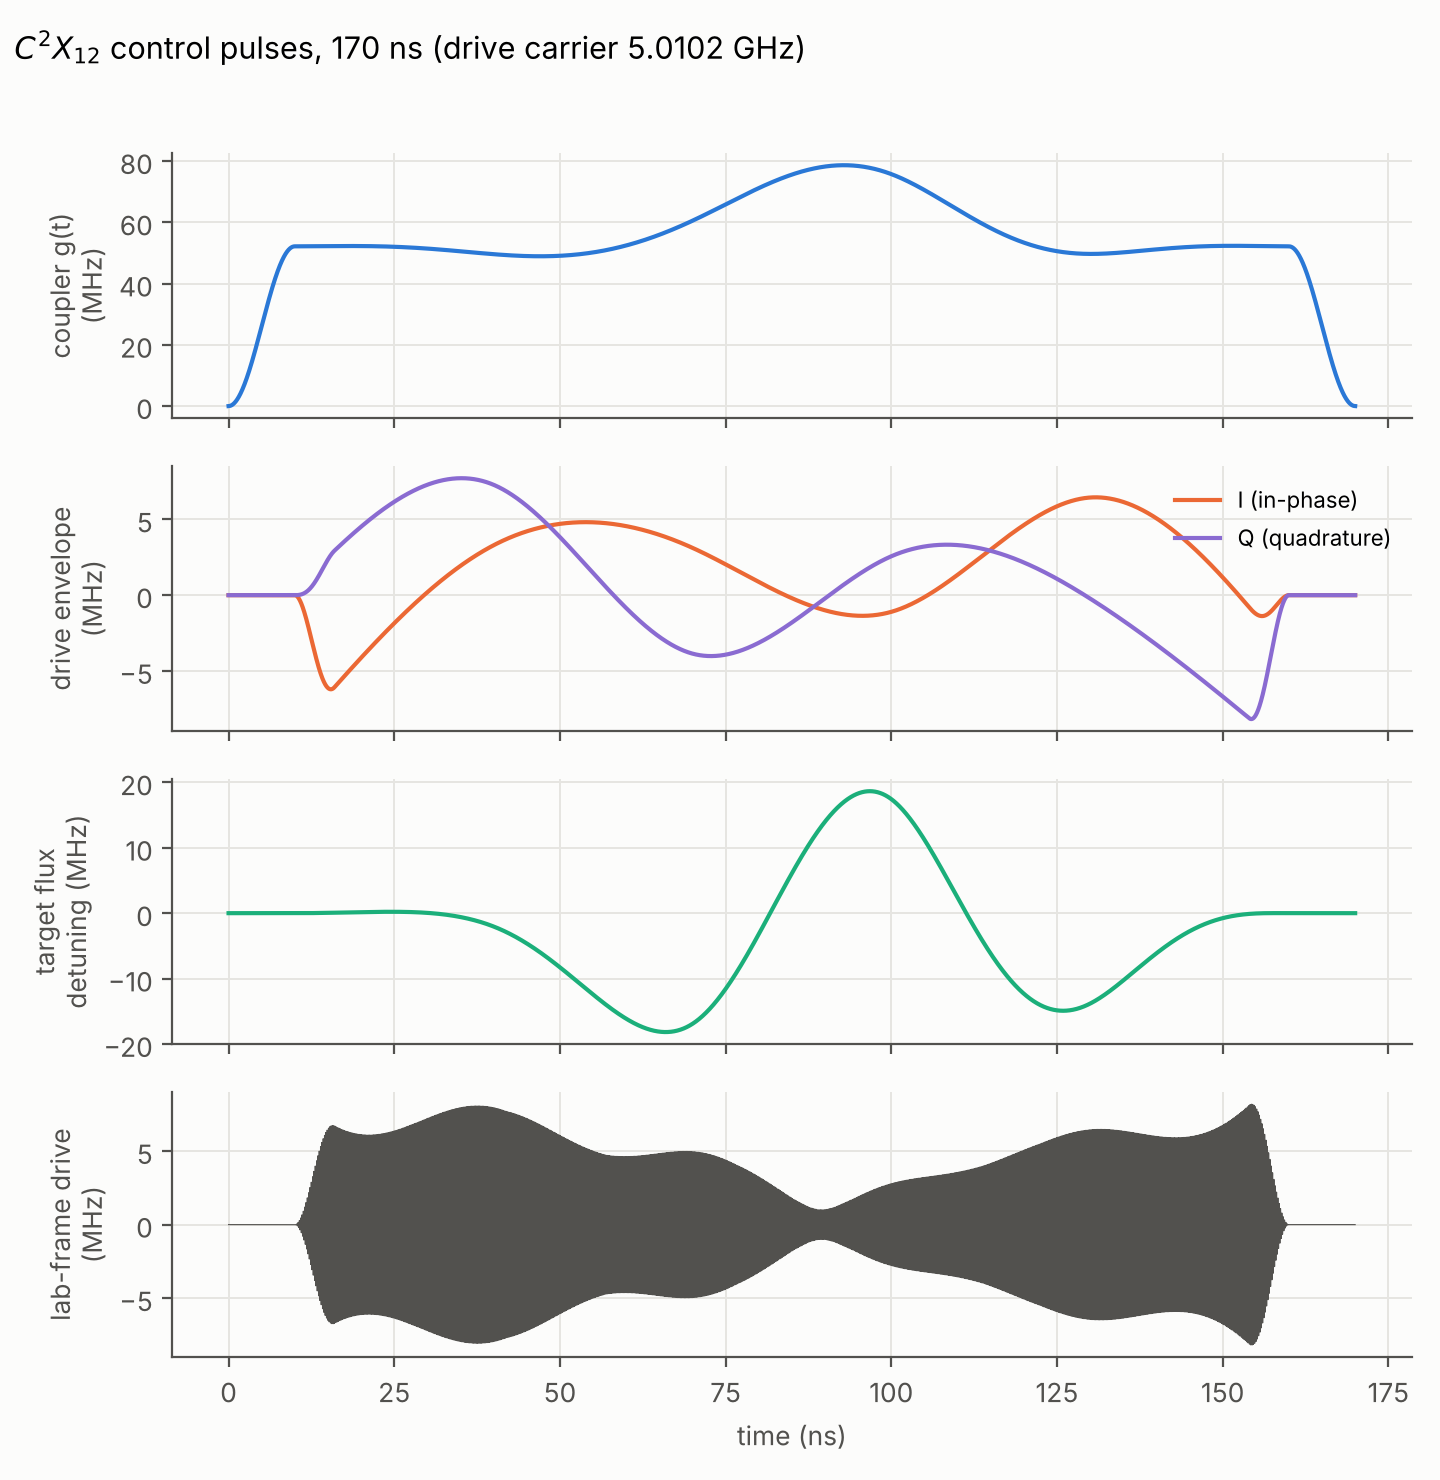 C²X₁₂ control pulses, 170 ns (drive carrier 5.0102 GHz)
coupler g(t)
(MHz)
80
60
40
20
0
drive envelope
(MHz)
5
0
−5
I (in-phase)
Q (quadrature)
target flux
detuning (MHz)
20
10
0
−10
−20
lab-frame drive
(MHz)
5
0
−5
0 25 50 75 100 125 150 175
time (ns)